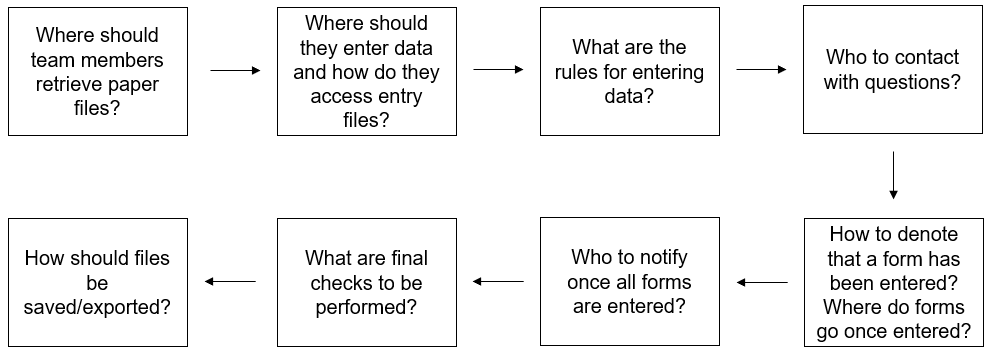 Where should
team members
retrieve paper
files?
Where should
they enter data
and how do they
access entry
files?
What are the
rules for entering
data?
Who to contact
with questions?
How to denote
that a form has
been entered?
Where do forms
go once entered?
Who to notify
once all forms
are entered?
What are final
checks to be
performed?
How should files
be
saved/exported?